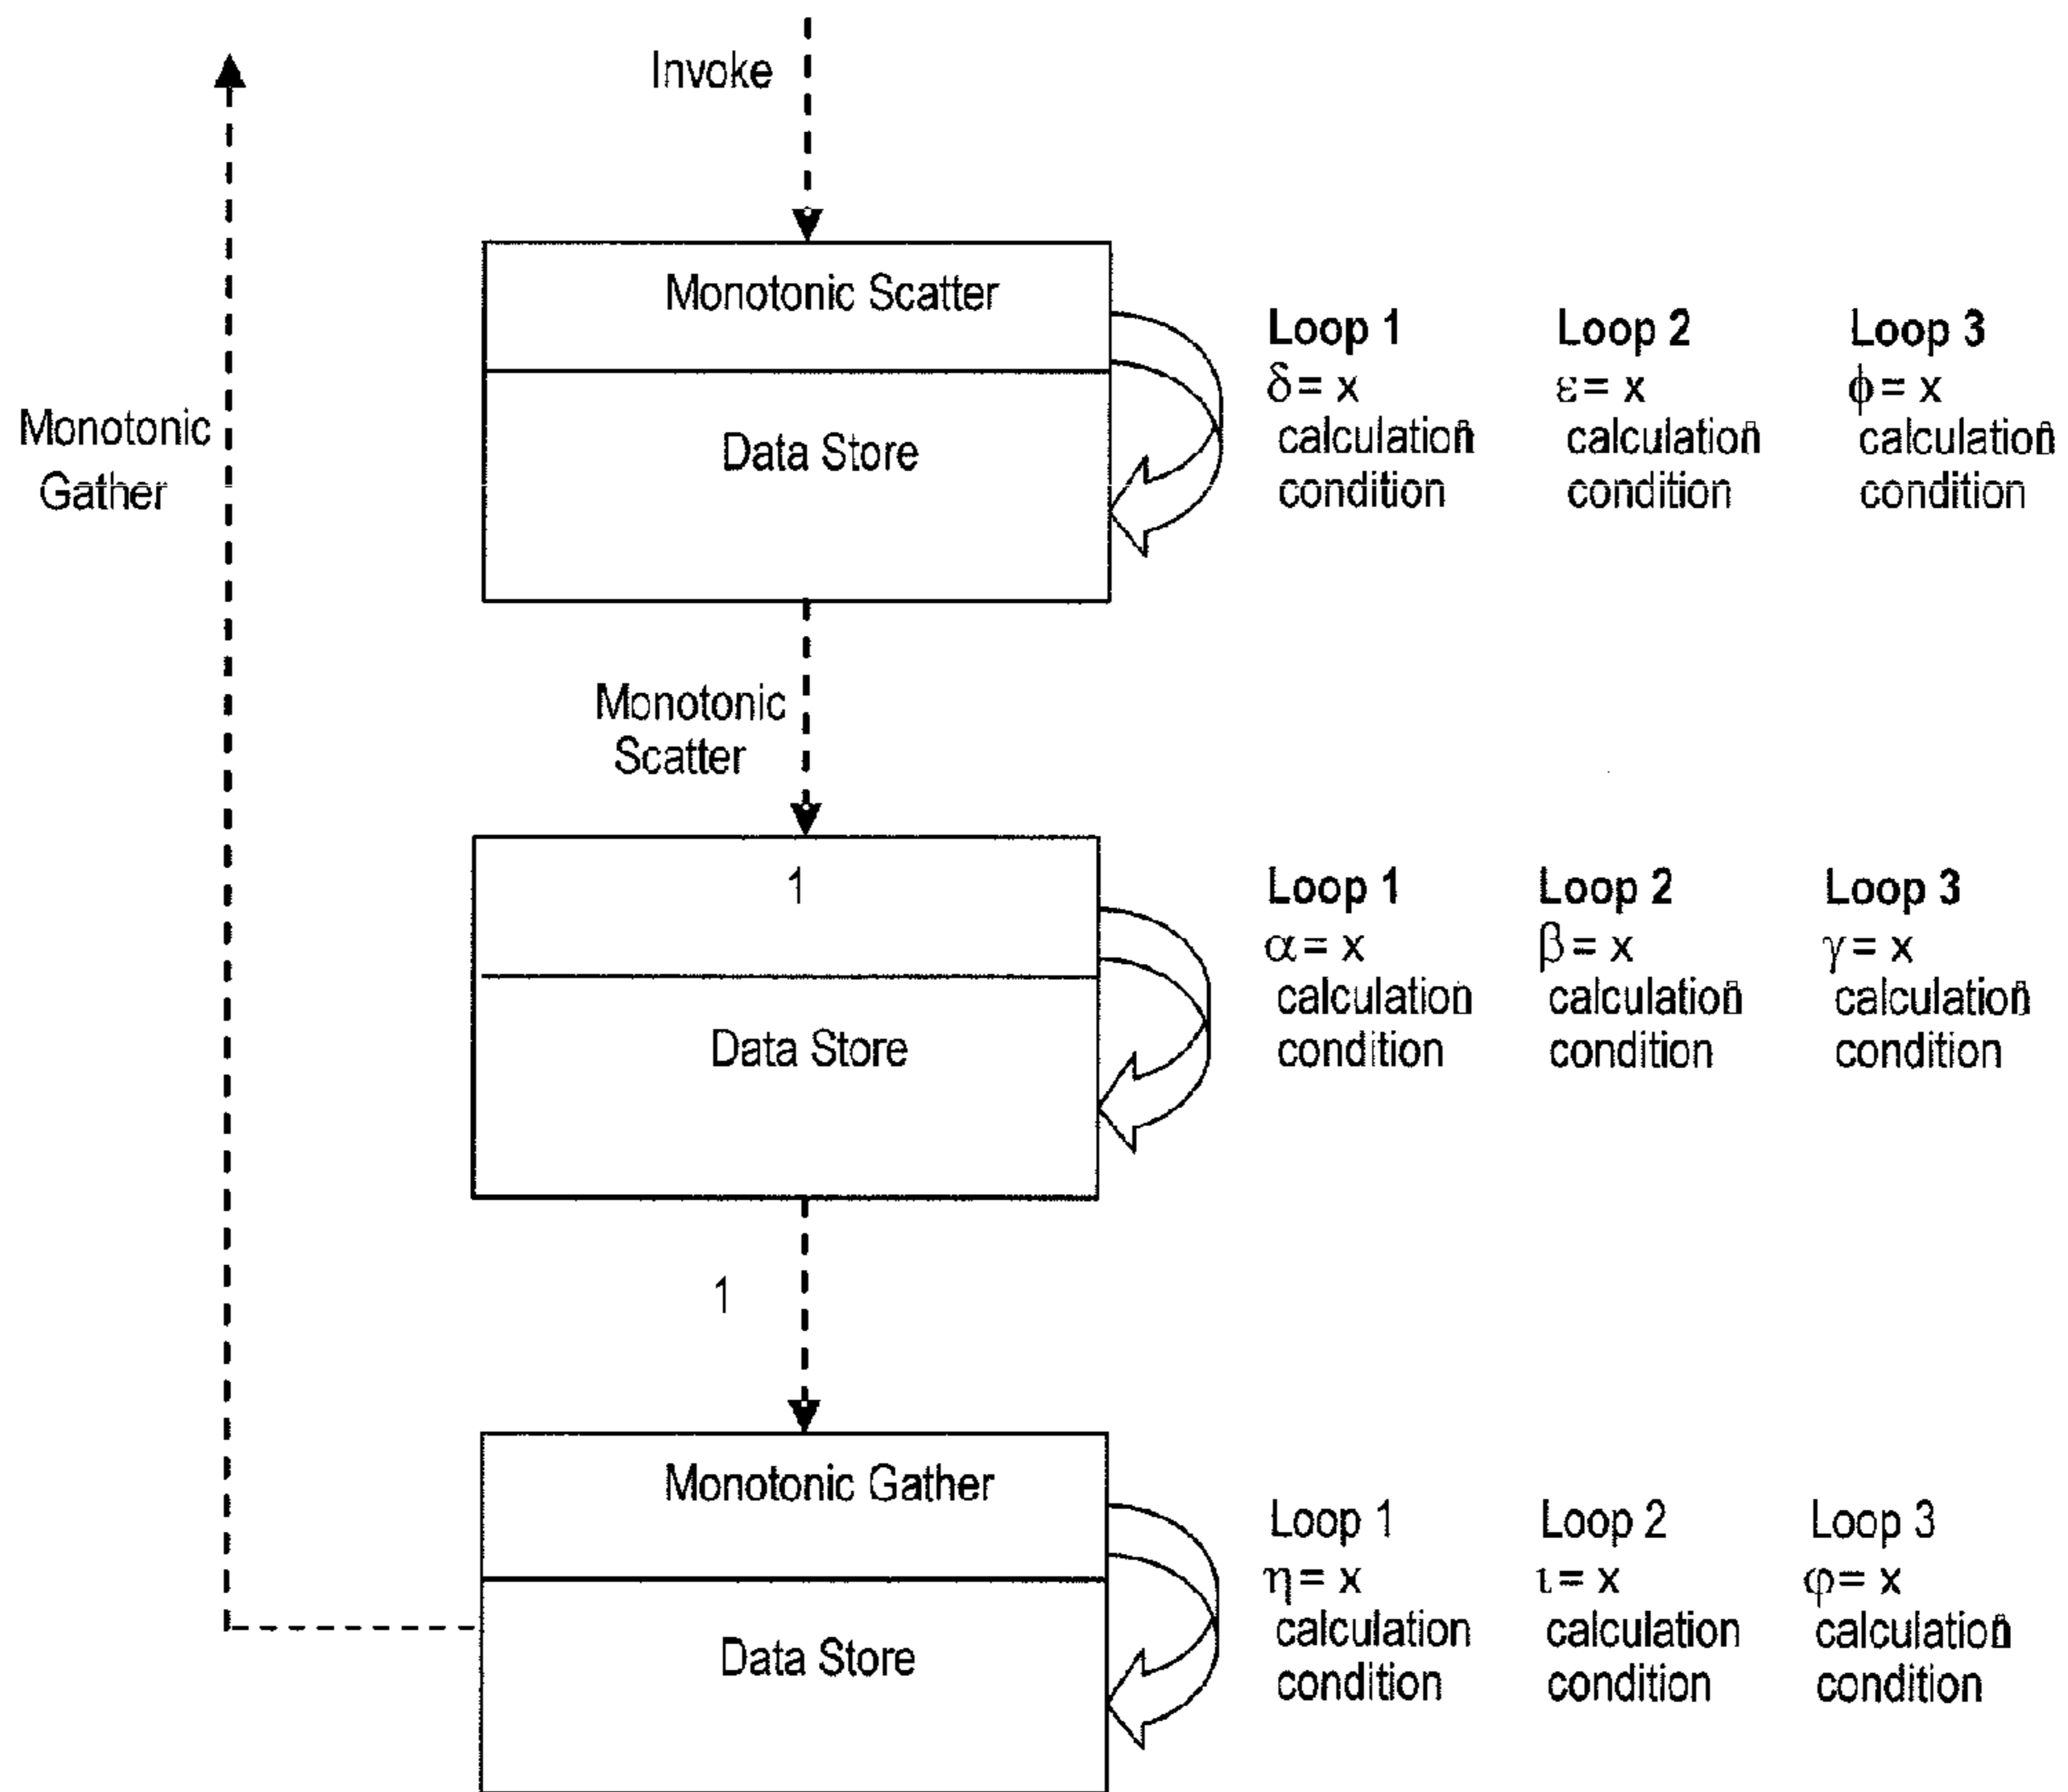 Invoke
Monotonic Scatter
Data Store
Loop 1
δ= x
calculation
condition
Loop 2
ε= x
calculation
condition
Loop 3
ϕ= x
calculation
condition
Monotonic
Gather
Monotonic
Scatter
1
Data Store
Loop 1
α= x
calculation
condition
Loop 2
β= x
calculation
condition
Loop 3
γ= x
calculation
condition
1
Monotonic Gather
Data Store
Loop 1
η= x
calculation
condition
Loop 2
ι= x
calculation
condition
Loop 3
φ= x
calculation
condition